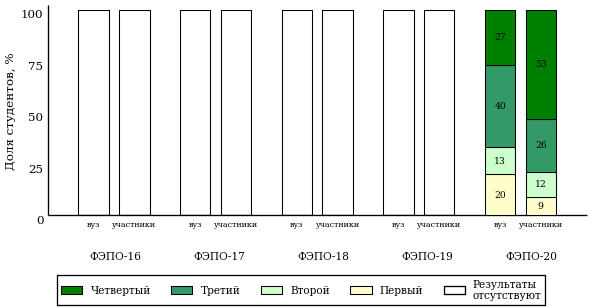 Доля студентов, %
100
75
50
25
0
27
40
13
20
53
26
12
9
вуз участники вуз участники вуз участники вуз участники вуз участники
ФЭПО-16 ФЭПО-17 ФЭПО-18 ФЭПО-19 ФЭПО-20
Четвертый Третий Второй Первый Результаты
отсутствуют